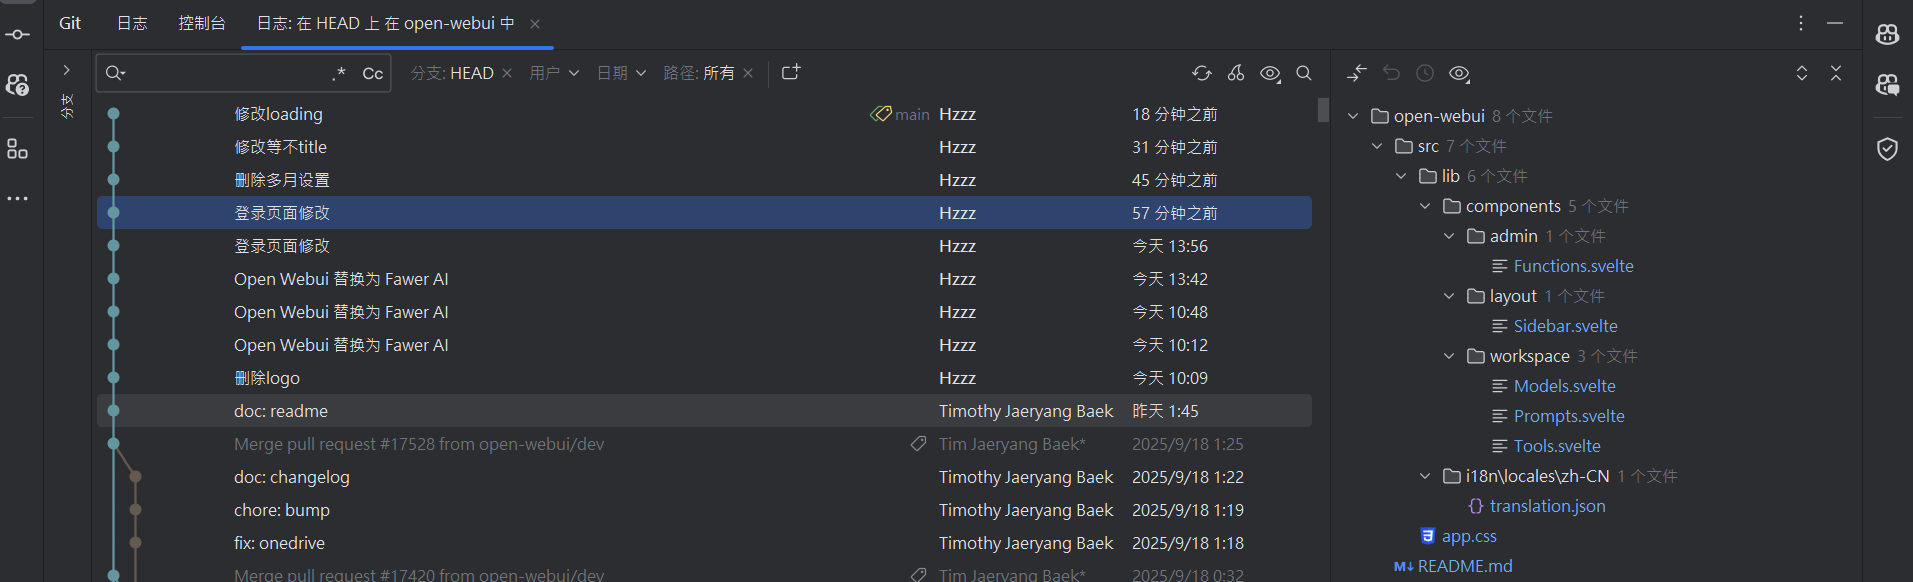 Git 日志 控制台 日志: 在 HEAD 上 在 open-webui 中
.* Cc 分支: HEAD 用户 日期 路径: 所有
分支
修改loading main Hzzz 18 分钟之前
修改等不title Hzzz 31 分钟之前
删除多月设置 Hzzz 45 分钟之前
登录页面修改 Hzzz 57 分钟之前
登录页面修改 Hzzz 今天 13:56
Open Webui 替换为 Fawer AI Hzzz 今天 13:42
Open Webui 替换为 Fawer AI Hzzz 今天 10:48
Open Webui 替换为 Fawer AI Hzzz 今天 10:12
删除logo Hzzz 今天 10:09
doc: readme Timothy Jaeryang Baek 昨天 1:45
Merge pull request #17528 from open-webui/dev Tim Jaeryang Baek* 2025/9/18 1:25
doc: changelog Timothy Jaeryang Baek 2025/9/18 1:22
chore: bump Timothy Jaeryang Baek 2025/9/18 1:19
fix: onedrive Timothy Jaeryang Baek 2025/9/18 1:18
Merge pull request #17420 from open-webui/dev Tim Jaeryang Baek* 2025/9/18 0:32
open-webui 8 个文件
src 7 个文件
lib 6 个文件
components 5 个文件
admin 1 个文件
Functions.svelte
layout 1 个文件
Sidebar.svelte
workspace 3 个文件
Models.svelte
Prompts.svelte
Tools.svelte
i18n\locales\zh-CN 1 个文件
{} translation.json
app.css
M↓ README.md